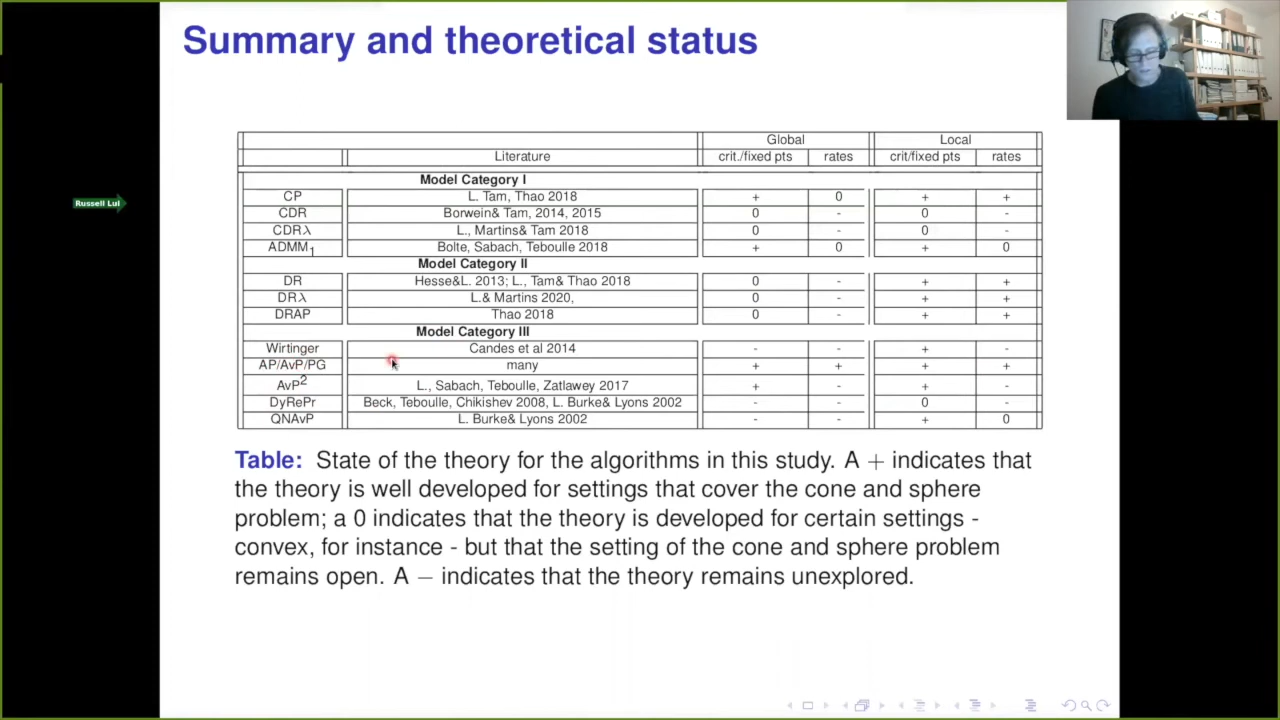 Summary and theoretical status
Global Local
Literature crit./fixed pts rates crit/fixed pts rates
Model Category I
CP L. Tam, Thao 2018 + 0 + +
CDR Borwein& Tam, 2014, 2015 0 - 0 -
CDRλ L., Martins& Tam 2018 0 - 0 -
ADMM1 Bolte, Sabach, Teboulle 2018 + 0 + 0
Model Category II
DR Hesse&L. 2013; L., Tam& Thao 2018 0 - + +
DRλ L.& Martins 2020, 0 - + +
DRAP Thao 2018 0 - + +
Model Category III
Wirtinger Candes et al 2014 - - + -
AP/AvP/PG many + + + +
AvP2 L., Sabach, Teboulle, Zatlawey 2017 + - + -
DyRePr Beck, Teboulle, Chikishev 2008, L. Burke& Lyons 2002 - - 0 -
QNAvP L. Burke& Lyons 2002 - - + 0
Russell Lul
Table: State of the theory for the algorithms in this study. A + indicates that
the theory is well developed for settings that cover the cone and sphere
problem; a 0 indicates that the theory is developed for certain settings -
convex, for instance - but that the setting of the cone and sphere problem
remains open. A − indicates that the theory remains unexplored.